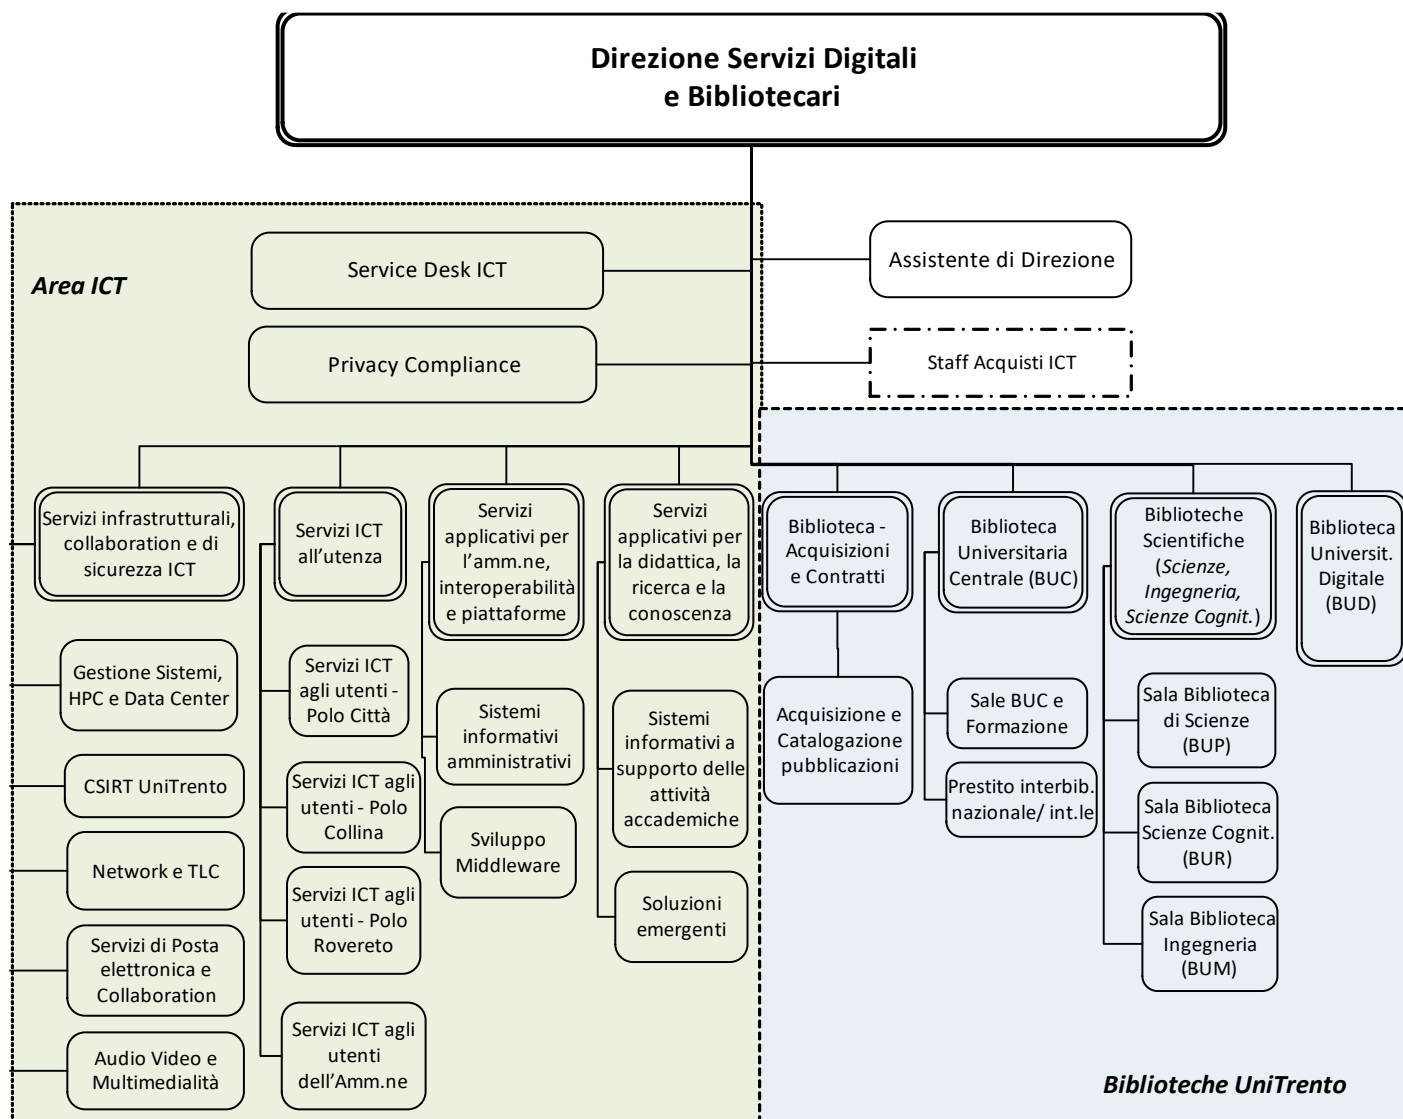 Direzione Servizi Digitali
e Bibliotecari
Area ICT
Service Desk ICT
Assistente di Direzione
Privacy Compliance
Staff Acquisti ICT
Servizi infrastrutturali,
collaboration e di
sicurezza ICT
Servizi ICT
all’utenza
Servizi
applicativi per
l’amm.ne,
interoperabilità
e piattaforme
Servizi
applicativi per
la didattica, la
ricerca e la
conoscenza
Biblioteca -
Acquisizioni
e Contratti
Biblioteca
Universitaria
Centrale (BUC)
Biblioteche
Scientifiche
(Scienze,
Ingegneria,
Scienze Cognit.)
Biblioteca
Universit.
Digitale
(BUD)
Gestione Sistemi,
HPC e Data Center
CSIRT UniTrento
Network e TLC
Servizi di Posta
elettronica e
Collaboration
Audio Video e
Multimedialità
Servizi ICT
agli utenti -
Polo Città
Servizi ICT agli
utenti - Polo
Collina
Servizi ICT agli
utenti - Polo
Rovereto
Servizi ICT agli
utenti
dell’Amm.ne
Sistemi
informativi
amministrativi
Sviluppo
Middleware
Sistemi
informativi a
supporto delle
attività
accademiche
Soluzioni
emergenti
Acquisizione e
Catalogazione
pubblicazioni
Sale BUC e
Formazione
Prestito interbib.
nazionale/ int.le
Sala Biblioteca
di Scienze
(BUP)
Sala Biblioteca
Scienze Cognit.
(BUR)
Sala Biblioteca
Ingegneria
(BUM)
Biblioteche UniTrento